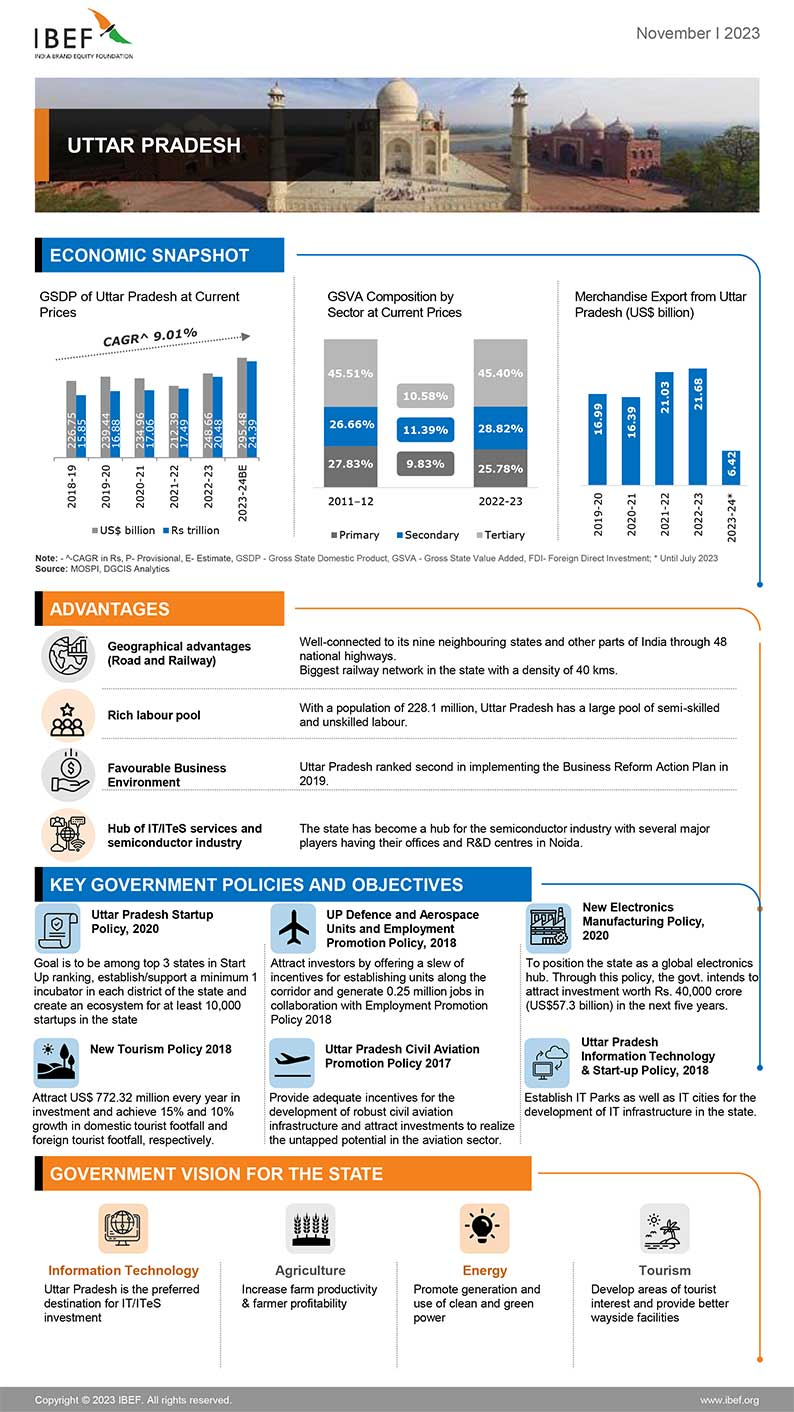 IBEF
INDIA BRAND EQUITY FOUNDATION
November I 2023
UTTAR PRADESH
ECONOMIC SNAPSHOT
GSDP of Uttar Pradesh at Current
Prices
CAGR^ 9.01%
226.75
15.85
239.44
16.88
234.96
17.06
212.39
17.49
248.66
20.48
295.48
24.39
2018-19
2019-20
2020-21
2021-22
2022-23
2023-24BE
US$ billion
Rs trillion
GSVA Composition by
Sector at Current Prices
45.51%
26.66%
27.83%
10.58%
11.39%
9.83%
45.40%
28.82%
25.78%
2011–12
2022-23
Primary
Secondary
Tertiary
Merchandise Export from Uttar
Pradesh (US$ billion)
16.99
16.39
21.03
21.68
6.42
2019-20
2020-21
2021-22
2022-23
2023-24*
Note: - ^-CAGR in Rs, P- Provisional, E- Estimate, GSDP - Gross State Domestic Product, GSVA - Gross State Value Added, FDI- Foreign Direct Investment; * Until July 2023
Source: MOSPI, DGCIS Analytics
ADVANTAGES
Geographical advantages
(Road and Railway)
Well-connected to its nine neighbouring states and other parts of India through 48
national highways.
Biggest railway network in the state with a density of 40 kms.
Rich labour pool
With a population of 228.1 million, Uttar Pradesh has a large pool of semi-skilled
and unskilled labour.
Favourable Business
Environment
Uttar Pradesh ranked second in implementing the Business Reform Action Plan in
2019.
Hub of IT/ITeS services and
semiconductor industry
The state has become a hub for the semiconductor industry with several major
players having their offices and R&D centres in Noida.
KEY GOVERNMENT POLICIES AND OBJECTIVES
Uttar Pradesh Startup
Policy, 2020
Goal is to be among top 3 states in Start
Up ranking, establish/support a minimum 1
incubator in each district of the state and
create an ecosystem for at least 10,000
startups in the state
UP Defence and Aerospace
Units and Employment
Promotion Policy, 2018
Attract investors by offering a slew of
incentives for establishing units along the
corridor and generate 0.25 million jobs in
collaboration with Employment Promotion
Policy 2018
New Electronics
Manufacturing Policy,
2020
To position the state as a global electronics
hub. Through this policy, the govt. intends to
attract investment worth Rs. 40,000 crore
(US$57.3 billion) in the next five years.
New Tourism Policy 2018
Attract US$ 772.32 million every year in
investment and achieve 15% and 10%
growth in domestic tourist footfall and
foreign tourist footfall, respectively.
Uttar Pradesh Civil Aviation
Promotion Policy 2017
Provide adequate incentives for the
development of robust civil aviation
infrastructure and attract investments to realize
the untapped potential in the aviation sector.
Uttar Pradesh
Information Technology
& Start-up Policy, 2018
Establish IT Parks as well as IT cities for the
development of IT infrastructure in the state.
GOVERNMENT VISION FOR THE STATE
Information Technology
Uttar Pradesh is the preferred
destination for IT/ITeS
investment
Agriculture
Increase farm productivity
& farmer profitability
Energy
Promote generation and
use of clean and green
power
Tourism
Develop areas of tourist
interest and provide better
wayside facilities
Copyright © 2023 IBEF. All rights reserved.
www.ibef.org